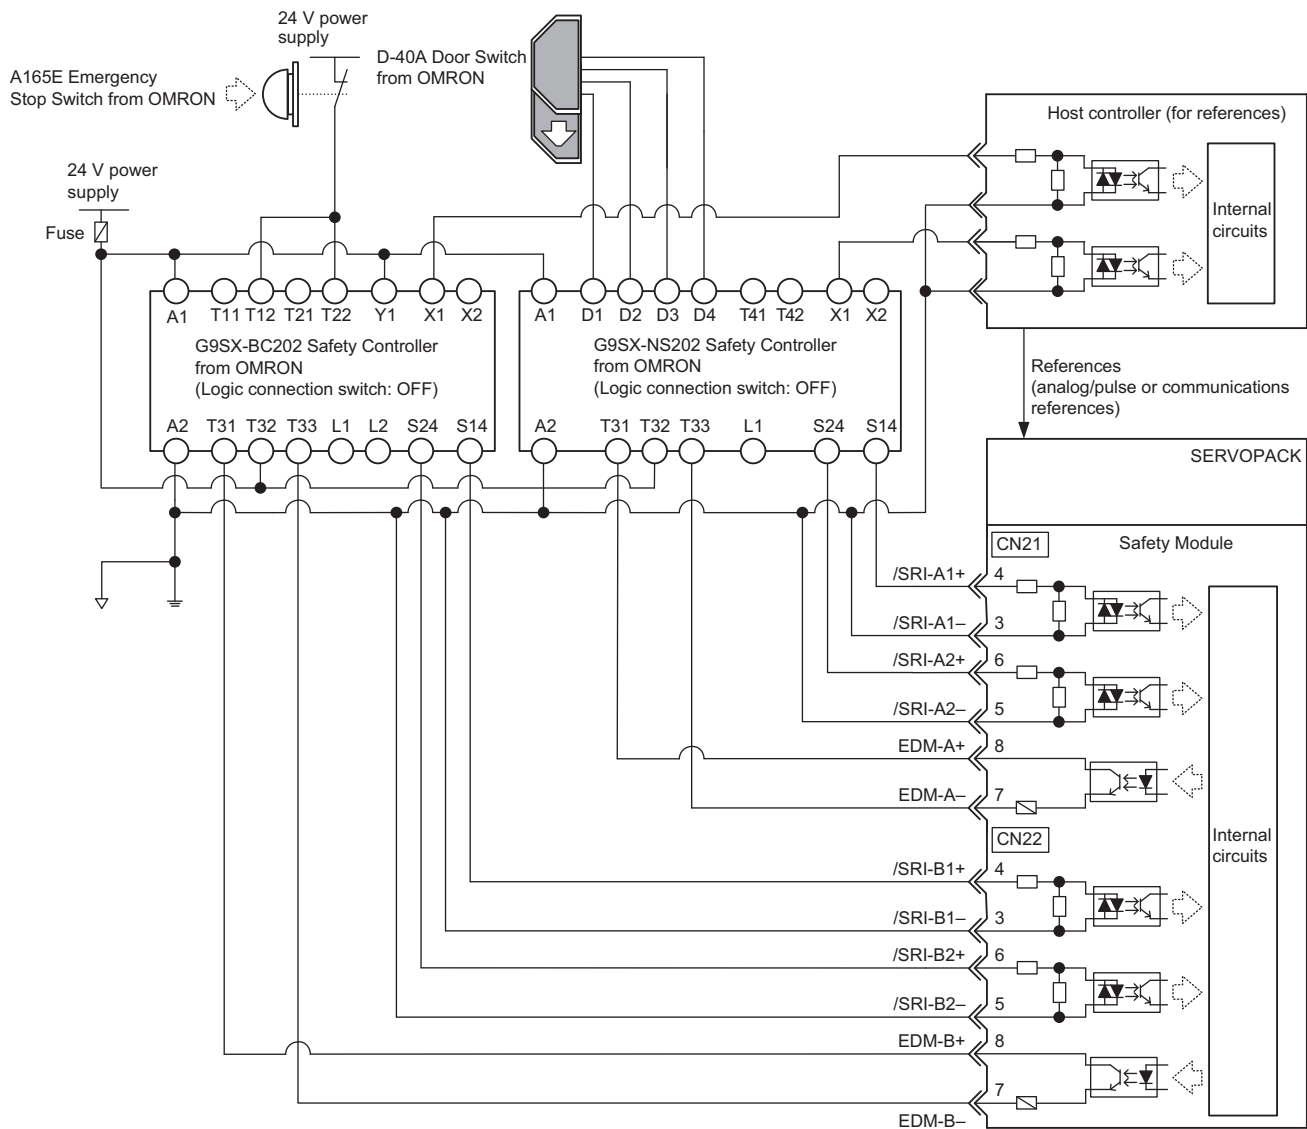 24 V power
supply
A165E Emergency
Stop Switch from OMRON
D-40A Door Switch
from OMRON
Host controller (for references)
Internal
circuits
24 V power
supply
Fuse
A1 T11 T12 T21 T22 Y1 X1 X2
G9SX-BC202 Safety Controller
from OMRON
(Logic connection switch: OFF)
A2 T31 T32 T33 L1 L2 S24 S14
A1 D1 D2 D3 D4 T41 T42 X1 X2
G9SX-NS202 Safety Controller
from OMRON
(Logic connection switch: OFF)
A2 T31 T32 T33 L1 S24 S14
References
(analog/pulse or communications
references)
SERVOPACK
CN21
Safety Module
/SRI-A1+ 4
/SRI-A1– 3
/SRI-A2+ 6
/SRI-A2– 5
EDM-A+ 8
EDM-A– 7
CN22
Internal
circuits
/SRI-B1+ 4
/SRI-B1– 3
/SRI-B2+ 6
/SRI-B2– 5
EDM-B+ 8
7
EDM-B–